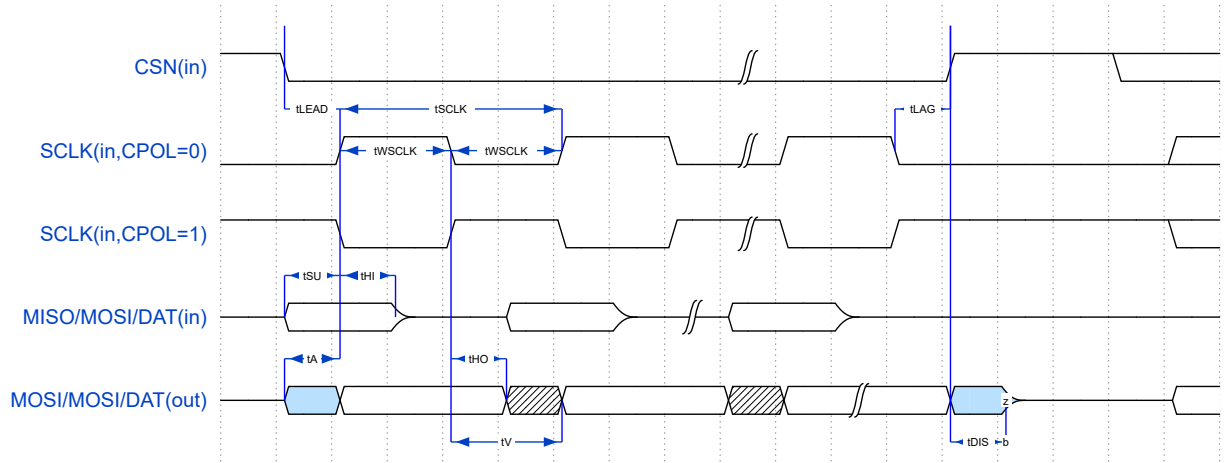 CSN(in)
tLEAD tSCLK tLAG
SCLK(in,CPOL=0) tWSCLK tWSCLK
SCLK(in,CPOL=1)
tSU tHI
MISO/MOSI/DAT(in)
tA tHO
MOSI/MOSI/DAT(out) z
tV tDIS b